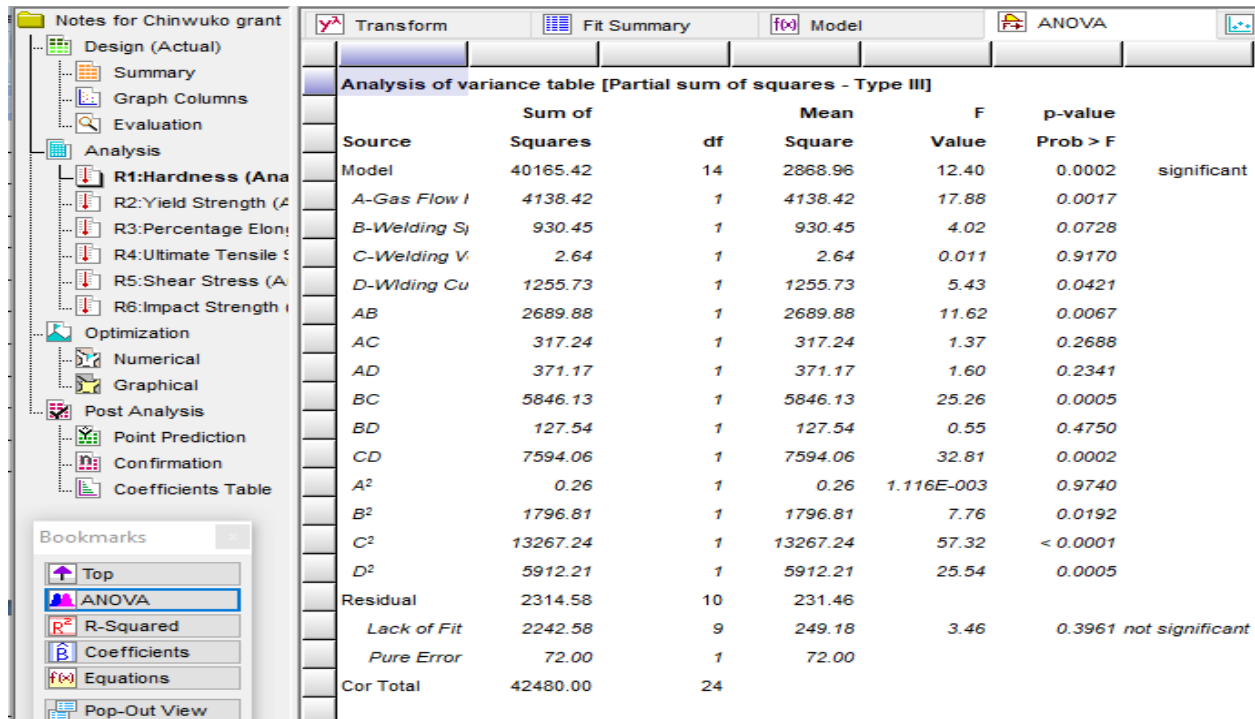 Notes for Chinwuko grant
Design (Actual)
Summary
Graph Columns
Evaluation
Analysis
R1:Hardness (Ana
R2:Yield Strength (A
R3:Percentage Elong
R4:Ultimate Tensile S
R5:Shear Stress (A
R6:Impact Strength (
Optimization
Numerical
Graphical
Post Analysis
Point Prediction
Confirmation
Coefficients Table
Bookmarks
Top
ANOVA
R² R-Squared
β̂ Coefficients
f(x) Equations
Pop-Out View
yλ Transform Fit Summary f(x) Model ANOVA
Analysis of variance table [Partial sum of squares - Type III]
Sum of Mean F p-value
Source Squares df Square Value Prob > F
Model 40165.42 14 2868.96 12.40 0.0002 significant
A-Gas Flow 4138.42 1 4138.42 17.88 0.0017
B-Welding Sp 930.45 1 930.45 4.02 0.0728
C-Welding V 2.64 1 2.64 0.011 0.9170
D-Wlding Cu 1255.73 1 1255.73 5.43 0.0421
AB 2689.88 1 2689.88 11.62 0.0067
AC 317.24 1 317.24 1.37 0.2688
AD 371.17 1 371.17 1.60 0.2341
BC 5846.13 1 5846.13 25.26 0.0005
BD 127.54 1 127.54 0.55 0.4750
CD 7594.06 1 7594.06 32.81 0.0002
A² 0.26 1 0.26 1.116E-003 0.9740
B² 1796.81 1 1796.81 7.76 0.0192
C² 13267.24 1 13267.24 57.32 < 0.0001
D² 5912.21 1 5912.21 25.54 0.0005
Residual 2314.58 10 231.46
Lack of Fit 2242.58 9 249.18 3.46 0.3961 not significant
Pure Error 72.00 1 72.00
Cor Total 42480.00 24